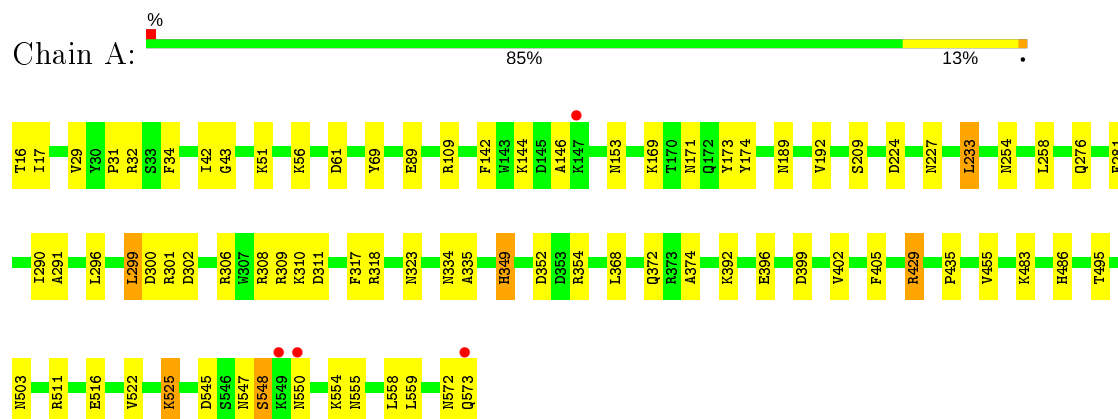 %
Chain A:
85% 13% •
T16 I17 V29 Y30 P31 R32 S33 F34 I42 G43 K51 K56 D61 Y69 E89 R109 F142 W143 K144 D145 A146 K147 N153 K169 T170 N171 Q172 Y173 Y174 N189 V192 S209 D224 N227 L233 N254 L258 Q276
I290 A291 L296 L299 D300 R301 D302 R306 W307 R308 R309 K310 D311 F317 R318 N323 N334 A335 H349 D352 D353 R354 L368 Q372 R373 A374 K392 E396 D399 V402 F405 R429 P435 V455 K483 H486 T495
N503 R511 E516 V522 K525 D545 S546 N547 S548 K549 N550 K554 N555 L558 L559 N572 Q573